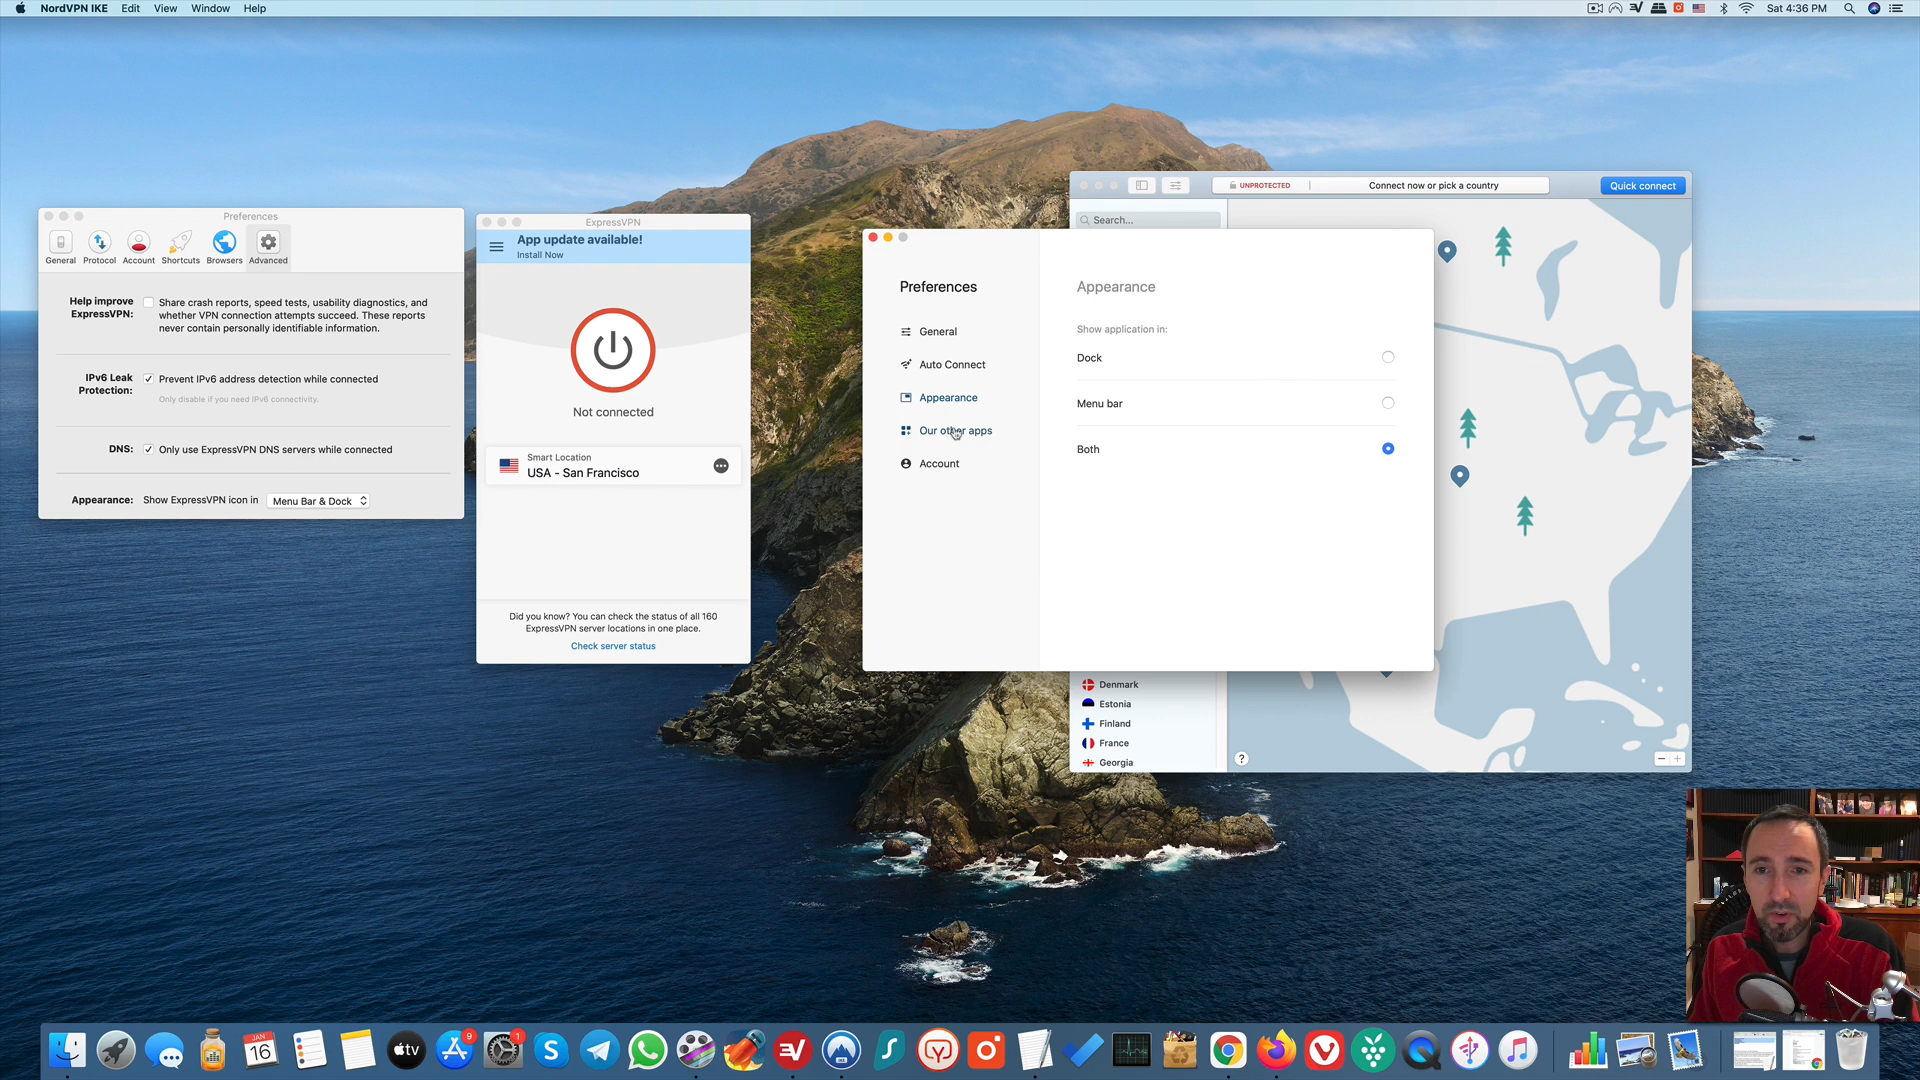 NordVPN IKE Edit View Window Help
Sat 4:36 PM
Preferences
General Protocol Account Shortcuts Browsers Advanced
Help improve ExpressVPN:
Share crash reports, speed tests, usability diagnostics, and
whether VPN connection attempts succeed. These reports
never contain personally identifiable information.
IPv6 Leak Protection:
Prevent IPv6 address detection while connected
Only disable if you need IPv6 connectivity.
DNS: Only use ExpressVPN DNS servers while connected
Appearance: Show ExpressVPN icon in Menu Bar & Dock
ExpressVPN
App update available!
Install Now
Not connected
Smart Location
USA - San Francisco
Did you know? You can check the status of all 160
ExpressVPN server locations in one place.
Check server status
Preferences
General
Auto Connect
Appearance
Our other apps
Account
Appearance
Show application in:
Dock
Menu bar
Both
UNPROTECTED Connect now or pick a country Quick connect
Search...
Denmark
Estonia
Finland
France
Georgia
?
JAN
16
tv
9
1
IKE